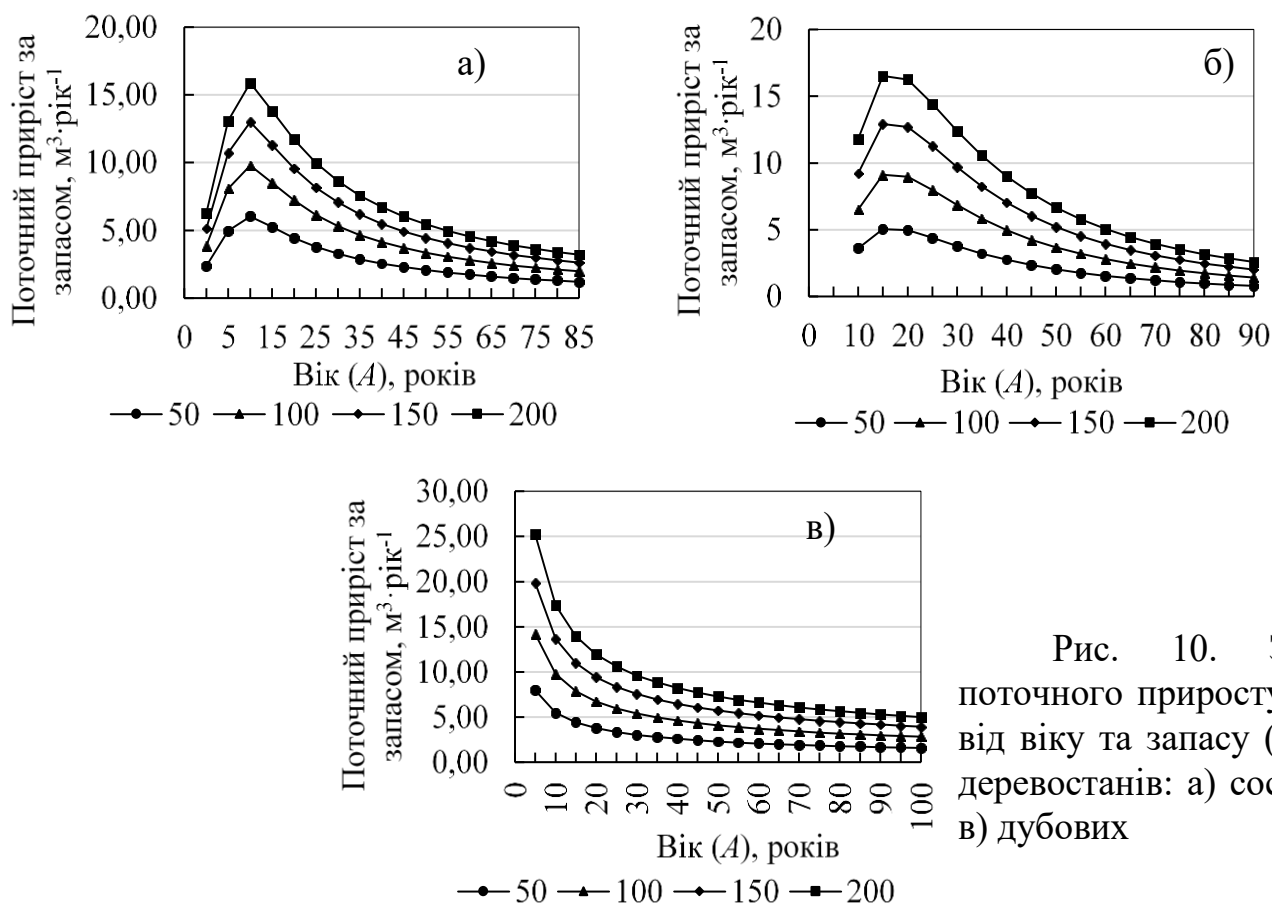 20,00
15,00
10,00
5,00
0,00
Поточний приріст за
запасом, м³·рік⁻¹
а)
0 5 15 25 35 45 55 65 75 85
Вік (А), років
50 100 150 200
20
15
10
5
0
Поточний приріст за
запасом, м³·рік⁻¹
б)
0 10 20 30 40 50 60 70 80 90
Вік (А), років
50 100 150 200
30,00
25,00
20,00
15,00
10,00
5,00
0,00
Поточний приріст за
запасом, м³·рік⁻¹
в)
0 10 20 30 40 50 60 70 80 90 100
Вік (А), років
50 100 150 200
Рис. 10.
поточного приросту
від віку та запасу (
деревостанів: а) сос
в) дубових